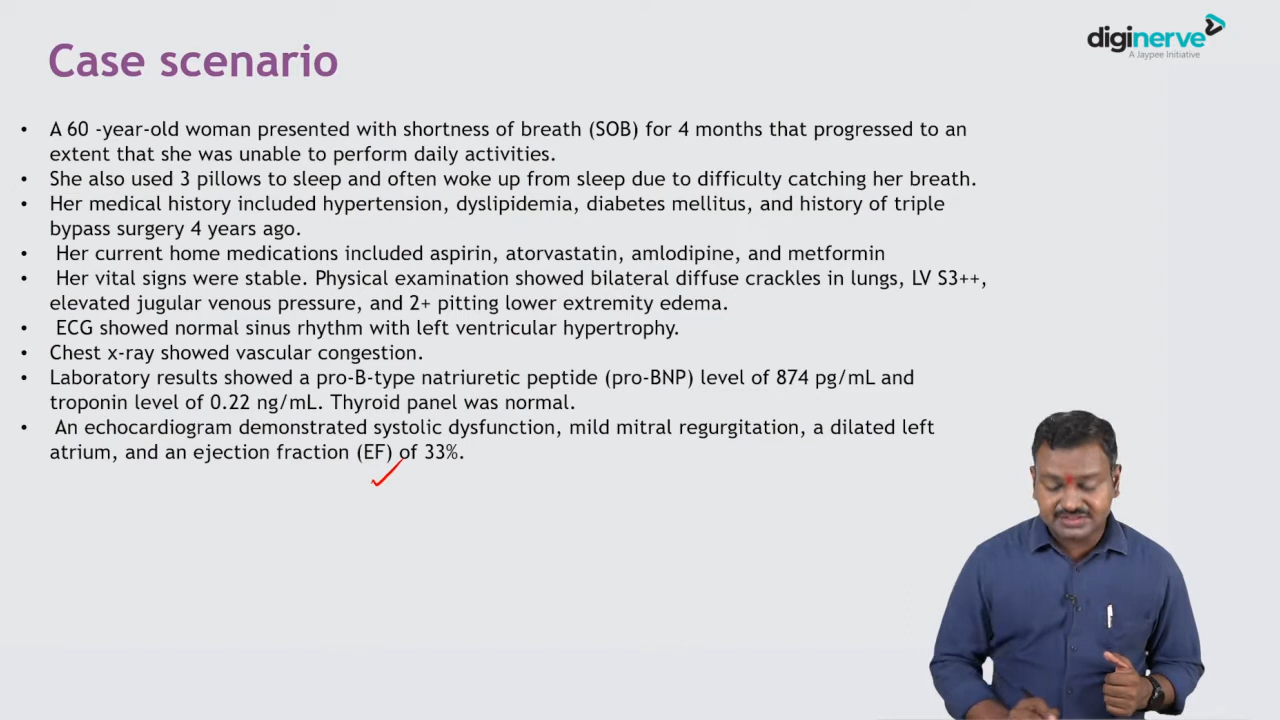 Case scenario
diginerve
A Jaypee Initiative
• A 60 -year-old woman presented with shortness of breath (SOB) for 4 months that progressed to an
extent that she was unable to perform daily activities.
• She also used 3 pillows to sleep and often woke up from sleep due to difficulty catching her breath.
• Her medical history included hypertension, dyslipidemia, diabetes mellitus, and history of triple
bypass surgery 4 years ago.
• Her current home medications included aspirin, atorvastatin, amlodipine, and metformin
• Her vital signs were stable. Physical examination showed bilateral diffuse crackles in lungs, LV S3++,
elevated jugular venous pressure, and 2+ pitting lower extremity edema.
• ECG showed normal sinus rhythm with left ventricular hypertrophy.
• Chest x-ray showed vascular congestion.
• Laboratory results showed a pro-B-type natriuretic peptide (pro-BNP) level of 874 pg/mL and
troponin level of 0.22 ng/mL. Thyroid panel was normal.
• An echocardiogram demonstrated systolic dysfunction, mild mitral regurgitation, a dilated left
atrium, and an ejection fraction (EF) of 33%.